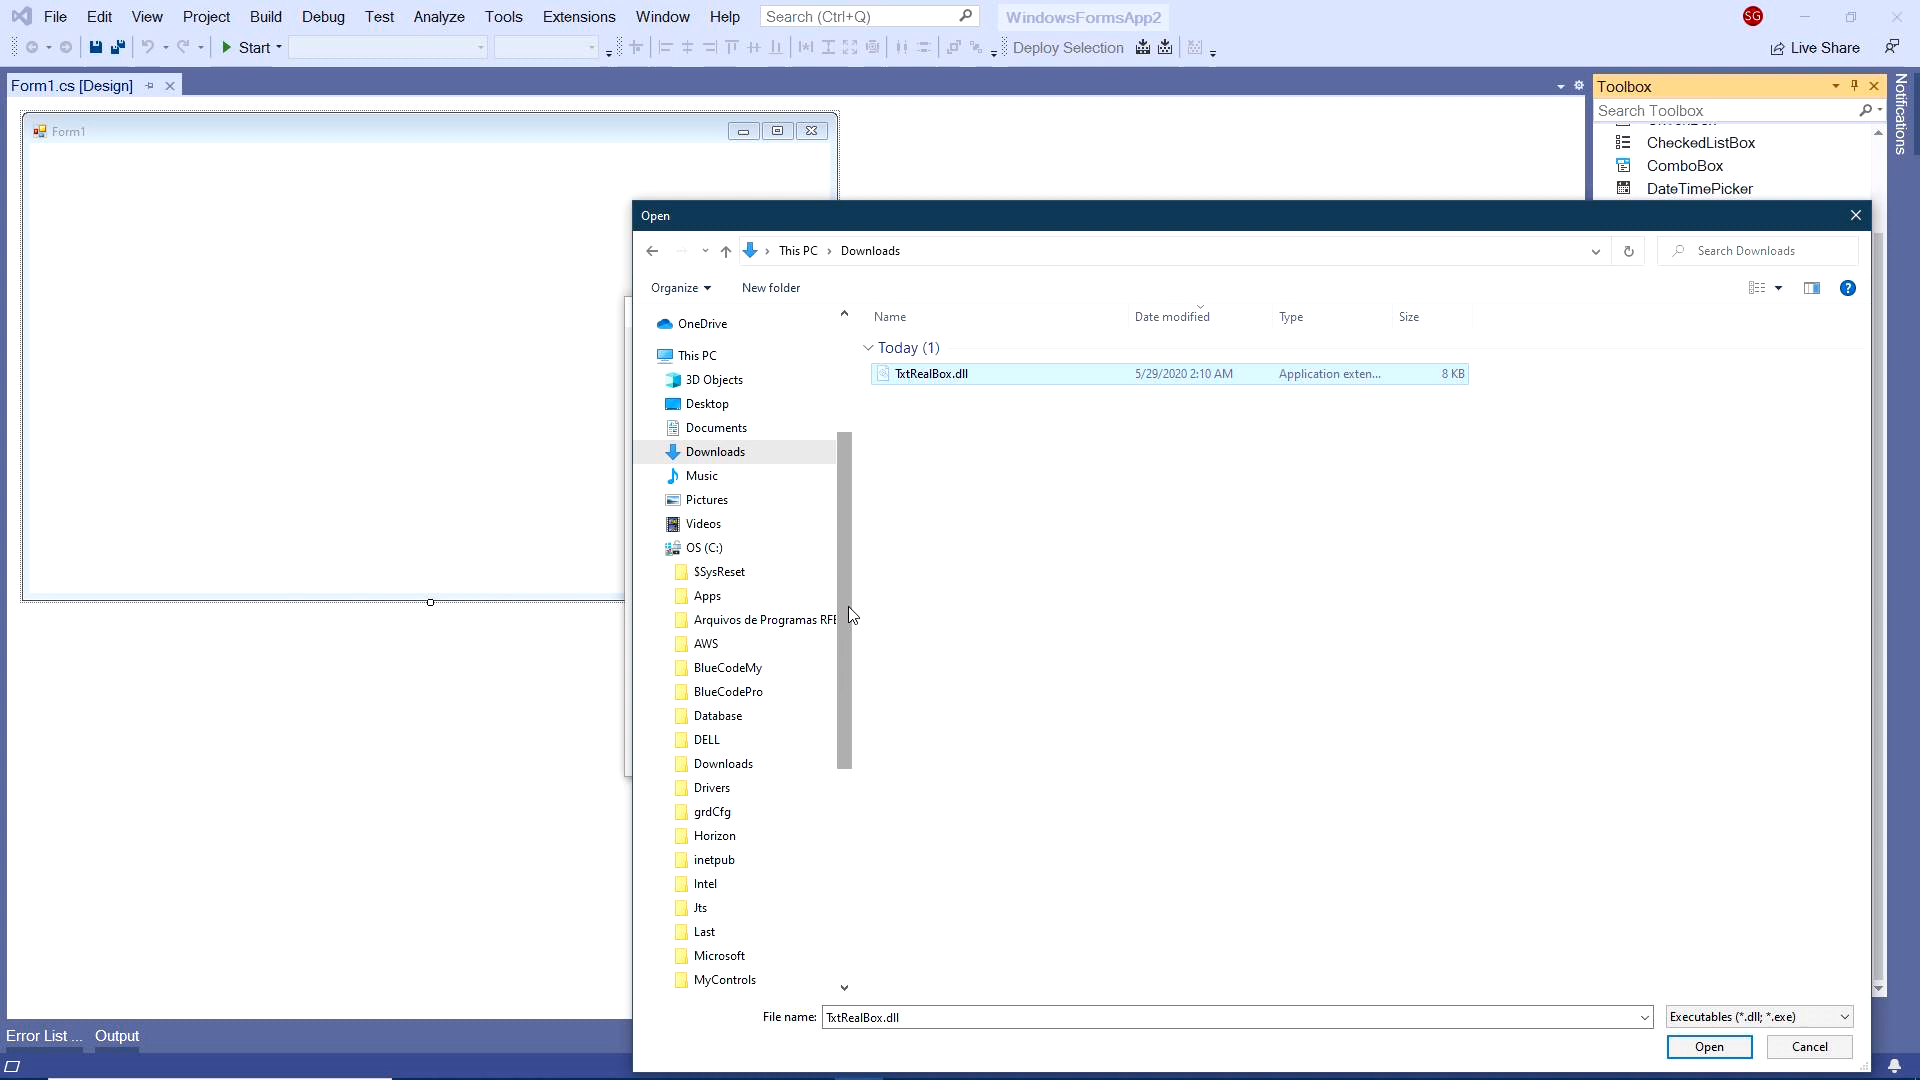 File Edit View Project Build Debug Test Analyze Tools Extensions Window Help Search (Ctrl+Q) WindowsFormsApp2 SG
Start Deploy Selection Live Share
Form1.cs [Design] Toolbox
Search Toolbox
Notifications
Form1
CheckedListBox
ComboBox
DateTimePicker
Open
This PC › Downloads Search Downloads
Organize New folder
Name Date modified Type Size
OneDrive
Today (1)
This PC
TxtRealBox.dll 5/29/2020 2:10 AM Application exten... 8 KB
3D Objects
Desktop
Documents
Downloads
Music
Pictures
Videos
OS (C:)
$SysReset
Apps
Arquivos de Programas RFE
AWS
BlueCodeMy
BlueCodePro
Database
DELL
Downloads
Drivers
grdCfg
Horizon
inetpub
Intel
Jts
Last
Microsoft
MyControls
File name: TxtRealBox.dll Executables (*.dll; *.exe)
Open Cancel
Error List ... Output